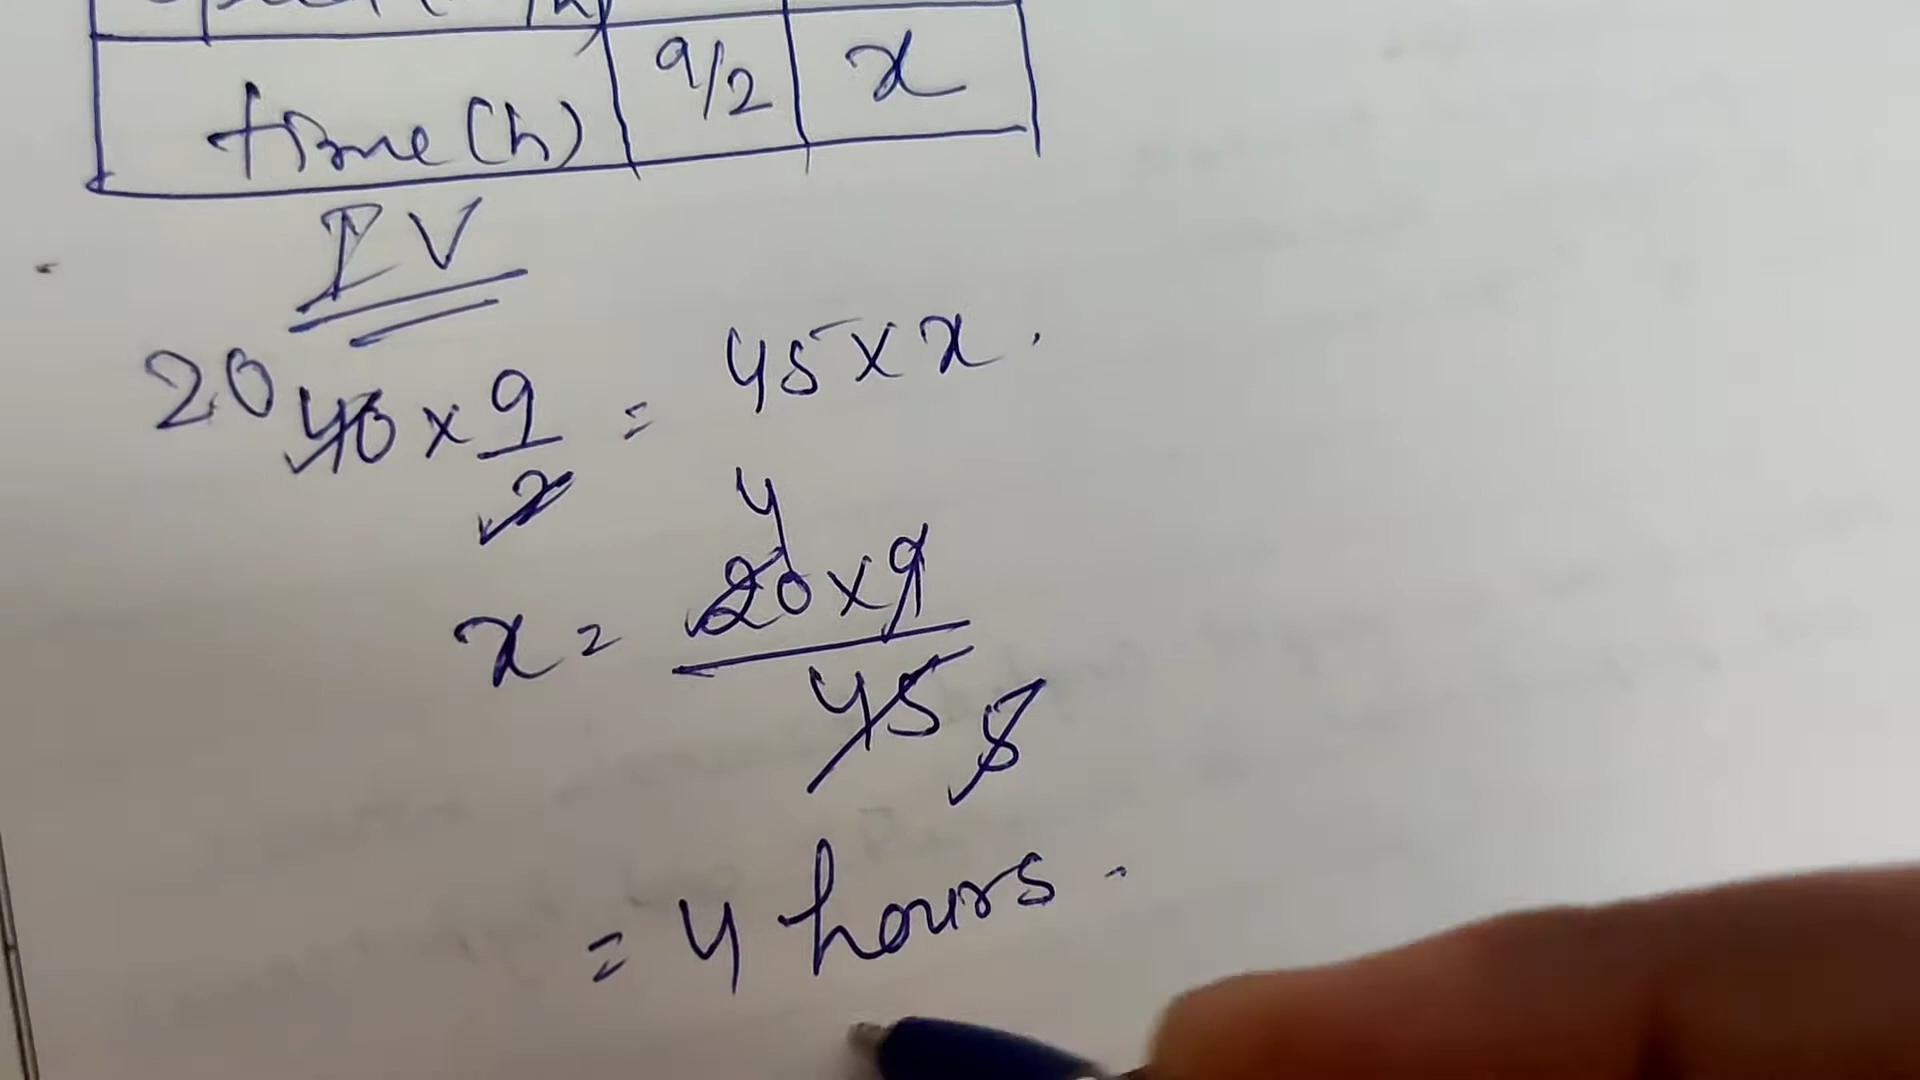 time (h) 9/2 x
IV
20 40 × 9/2 = 45 × x .
4
x = 20 × 9 / 45 5
= 4 hours .